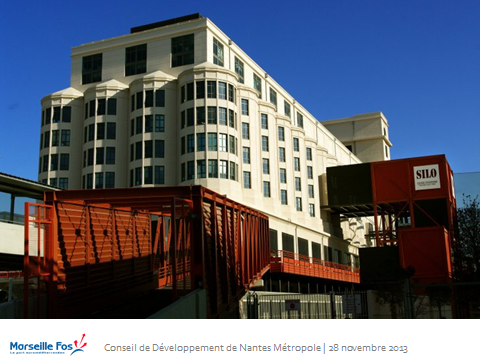 SILO
Marseille Fos
Le port euroméditerranéen
Conseil de Développement de Nantes Métropole | 28 novembre 2013